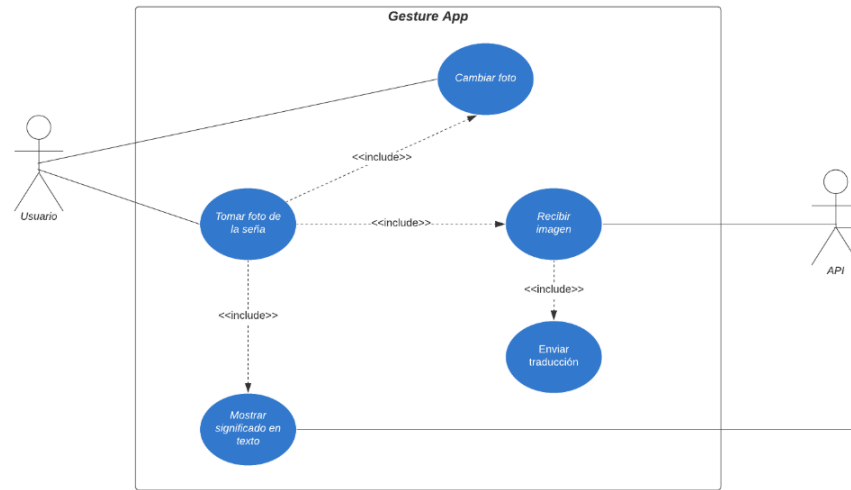 Gesture App
Cambiar foto
<<include>>
Usuario
Tomar foto de
la seña
<<include>>
Recibir
imagen
API
<<include>>
<<include>>
Enviar
traducción
Mostrar
significado en
texto